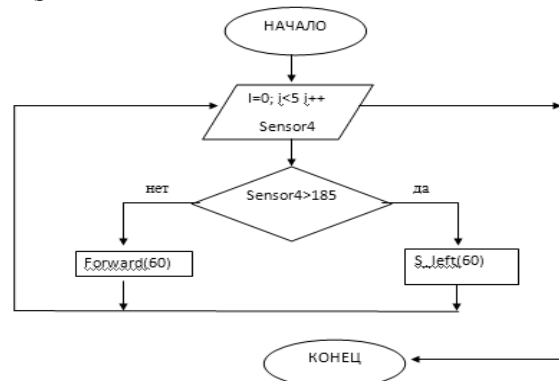 НАЧАЛО
I=0; i<5 i++
Sensor4
Sensor4>185
нет
да
Forward(60)
S_left(60)
КОНЕЦ